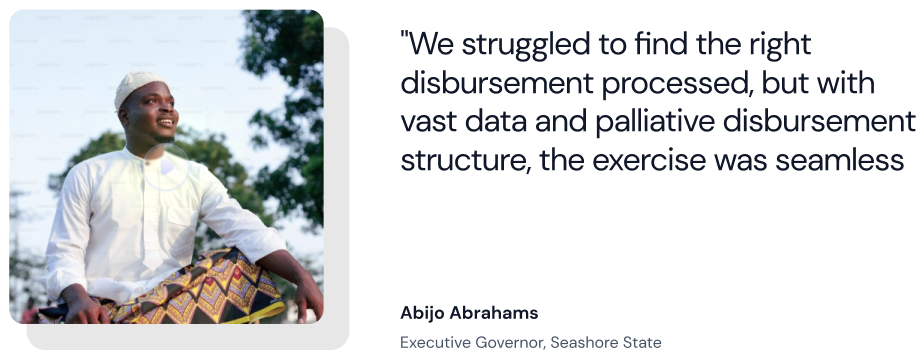 "We struggled to find the right
disbursement processed, but with
vast data and palliative disbursement
structure, the exercise was seamless
Abijo Abrahams
Executive Governor, Seashore State